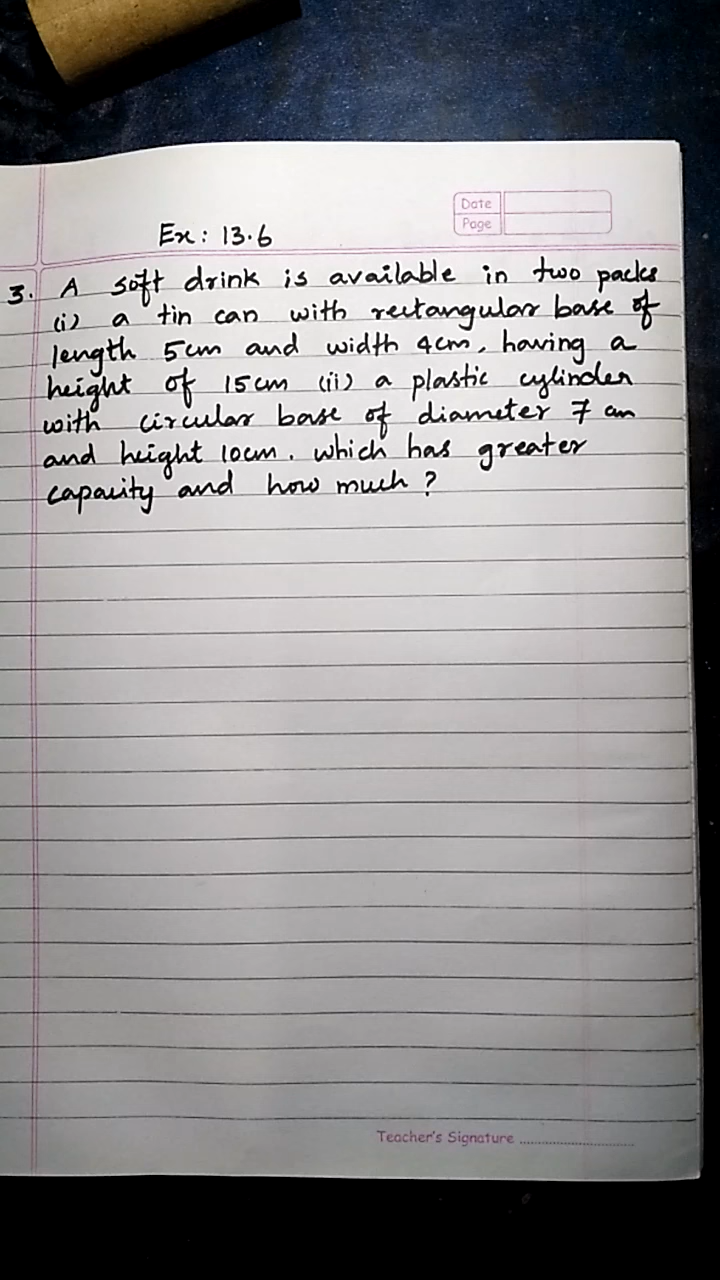 Date
Page
Ex: 13.6
3. A soft drink is available in two packs
(i) a tin can with rectangular base of
length 5cm and width 4cm, having a
height of 15cm (ii) a plastic cylinder
with circular base of diameter 7 cm
and height 10cm. which has greater
capacity and how much?
Teacher's Signature ..............................